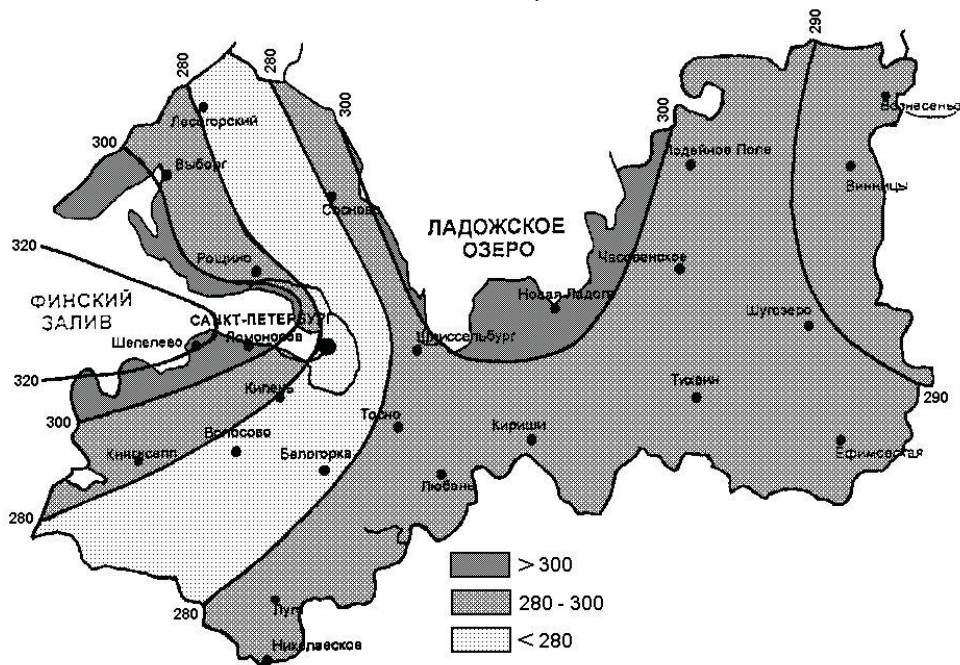 290
280
280
300
300
Вознесенье
Лесогорский
300
Выборг
Лодейное Поле
Винницы
Сосново
320
ЛАДОЖСКОЕ
ОЗЕРО
Рощино
Часовенское
ФИНСКИЙ
ЗАЛИВ
Новая Ладога
САНКТ-ПЕТЕРБУРГ
Шугозеро
Шепелево
Ломоносов
Шлиссельбург
320
Тихвин
Кипень
290
300
Тосно
Кириши
Волосово
Кингисепп
Белогорка
Ефимовская
Любань
280
> 300
280 - 300
280
Луга
< 280
Николаевское